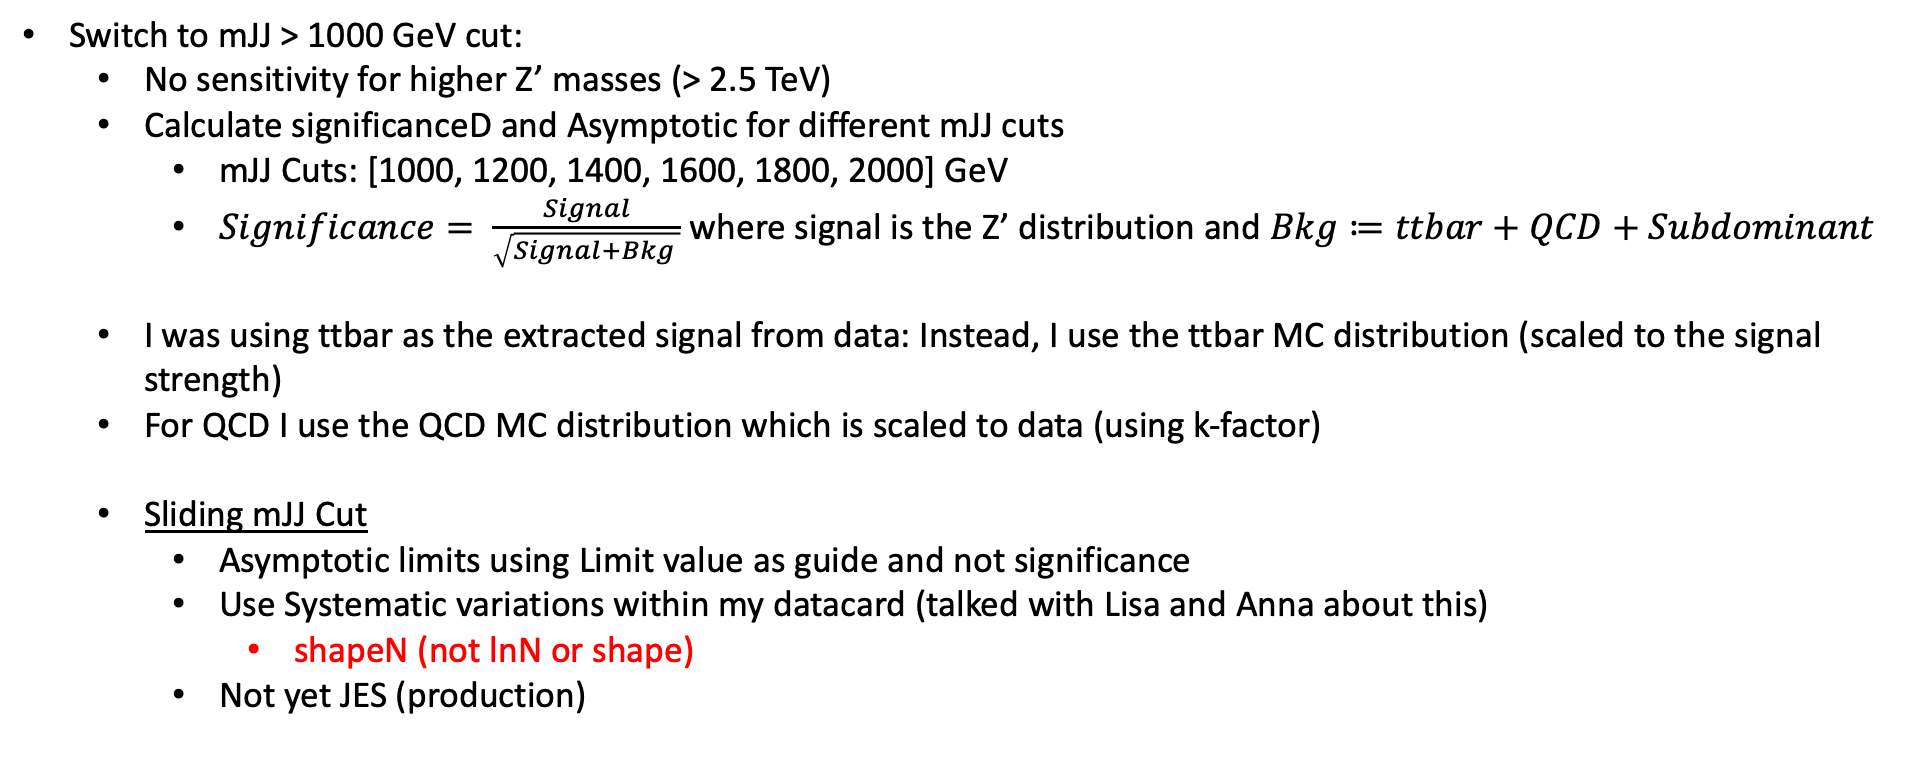 • Switch to mJJ > 1000 GeV cut:
• No sensitivity for higher Z’ masses (> 2.5 TeV)
• Calculate significanceD and Asymptotic for different mJJ cuts
• mJJ Cuts: [1000, 1200, 1400, 1600, 1800, 2000] GeV
• Significance = Signal / √(Signal+Bkg) where signal is the Z’ distribution and Bkg ≔ ttbar + QCD + Subdominant
• I was using ttbar as the extracted signal from data: Instead, I use the ttbar MC distribution (scaled to the signal
strength)
• For QCD I use the QCD MC distribution which is scaled to data (using k-factor)
• Sliding mJJ Cut
• Asymptotic limits using Limit value as guide and not significance
• Use Systematic variations within my datacard (talked with Lisa and Anna about this)
• shapeN (not lnN or shape)
• Not yet JES (production)